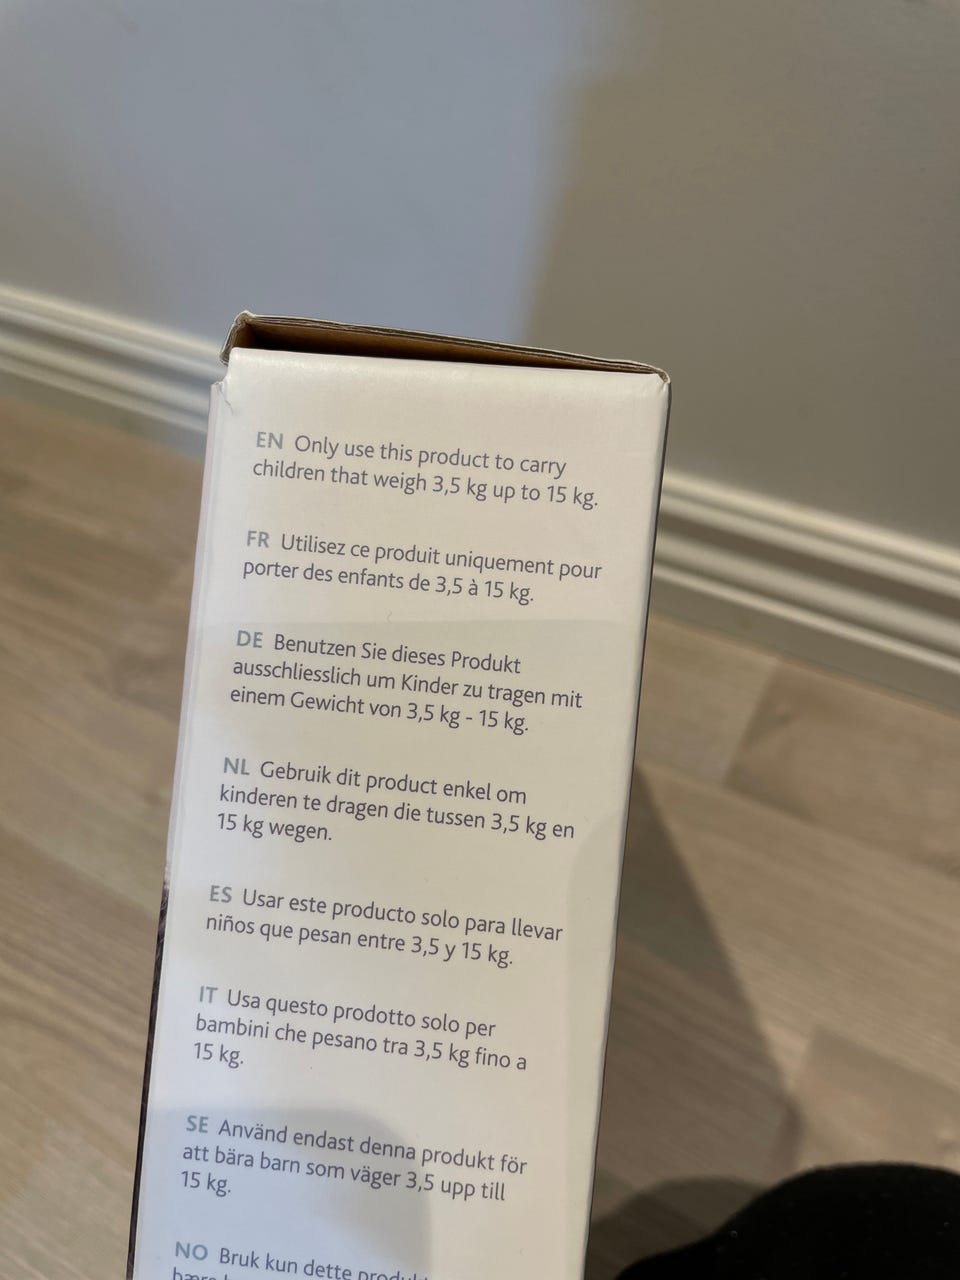 EN Only use this product to carry
children that weigh 3,5 kg up to 15 kg.
FR Utilisez ce produit uniquement pour
porter des enfants de 3,5 à 15 kg.
DE Benutzen Sie dieses Produkt
ausschliesslich um Kinder zu tragen mit
einem Gewicht von 3,5 kg - 15 kg.
NL Gebruik dit product enkel om
kinderen te dragen die tussen 3,5 kg en
15 kg wegen.
ES Usar este producto solo para llevar
niños que pesan entre 3,5 y 15 kg.
IT Usa questo prodotto solo per
bambini che pesano tra 3,5 kg fino a
15 kg.
SE Använd endast denna produkt för
att bära barn som väger 3,5 upp till
15 kg.
NO Bruk kun dette